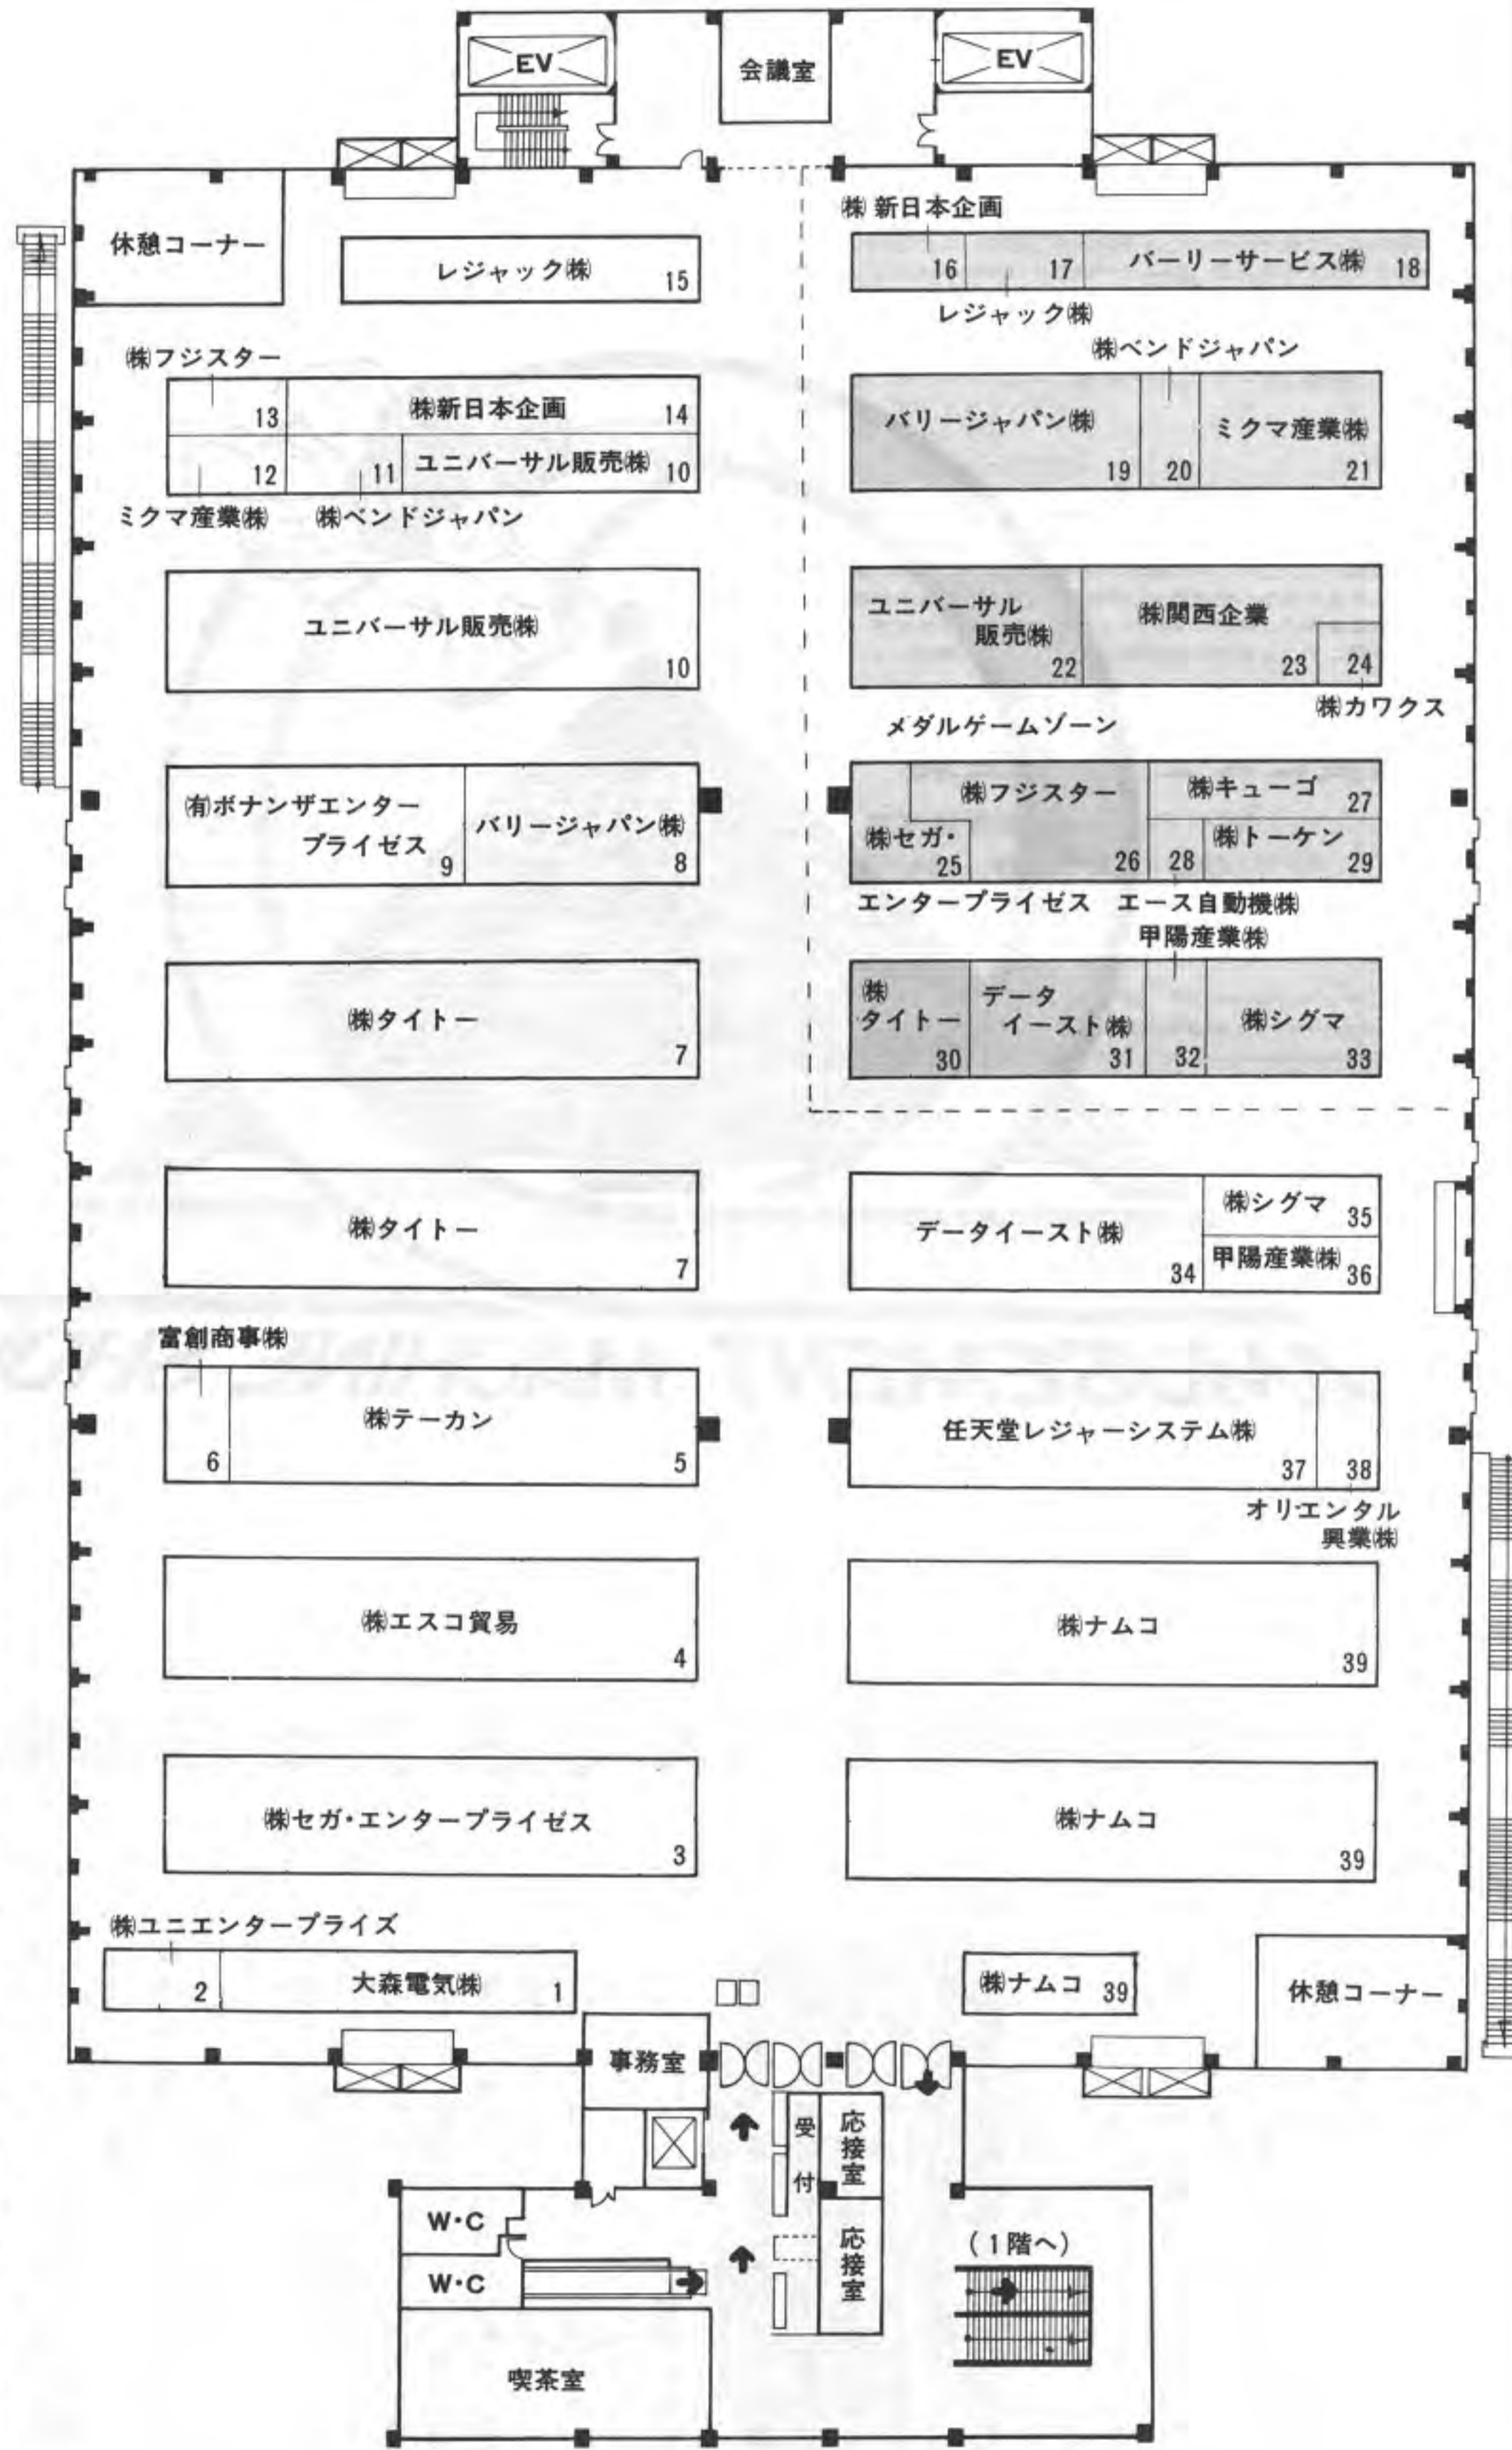 EV
会議室
EV
休憩コーナー
レジャック㈱ 15
㈱新日本企画
16
17
バーリーサービス㈱ 18
レジャック㈱
㈱フジスター
13
㈱新日本企画 14
12
11
ユニバーサル販売㈱ 10
ミクマ産業㈱
㈱ベンドジャパン
㈱ベンドジャパン
バリージャパン㈱
19
20
ミクマ産業㈱
21
ユニバーサル販売㈱
10
ユニバーサル
販売㈱
22
㈱関西企業
23
24
㈱カワクス
メダルゲームゾーン
㈲ボナンザエンター
プライゼス 9
バリージャパン㈱
8
㈱セガ・
25
エンタープライゼス
㈱フジスター
26
㈱キューゴ 27
28
㈱トーケン
29
エース自動機㈱
甲陽産業㈱
㈱タイトー
7
㈱
タイトー
30
データ
イースト㈱
31
32
㈱シグマ
33
㈱タイトー
7
データイースト㈱
34
㈱シグマ 35
甲陽産業㈱ 36
富創商事㈱
6
㈱テーカン
5
任天堂レジャーシステム㈱
37
38
オリエンタル
興業㈱
㈱エスコ貿易
4
㈱ナムコ
39
㈱セガ・エンタープライゼス
3
㈱ナムコ
39
㈱ユニエンタープライズ
2
大森電気㈱ 1
㈱ナムコ 39
休憩コーナー
事務室
受付
応接室
応接室
W・C
W・C
(1階へ)
喫茶室